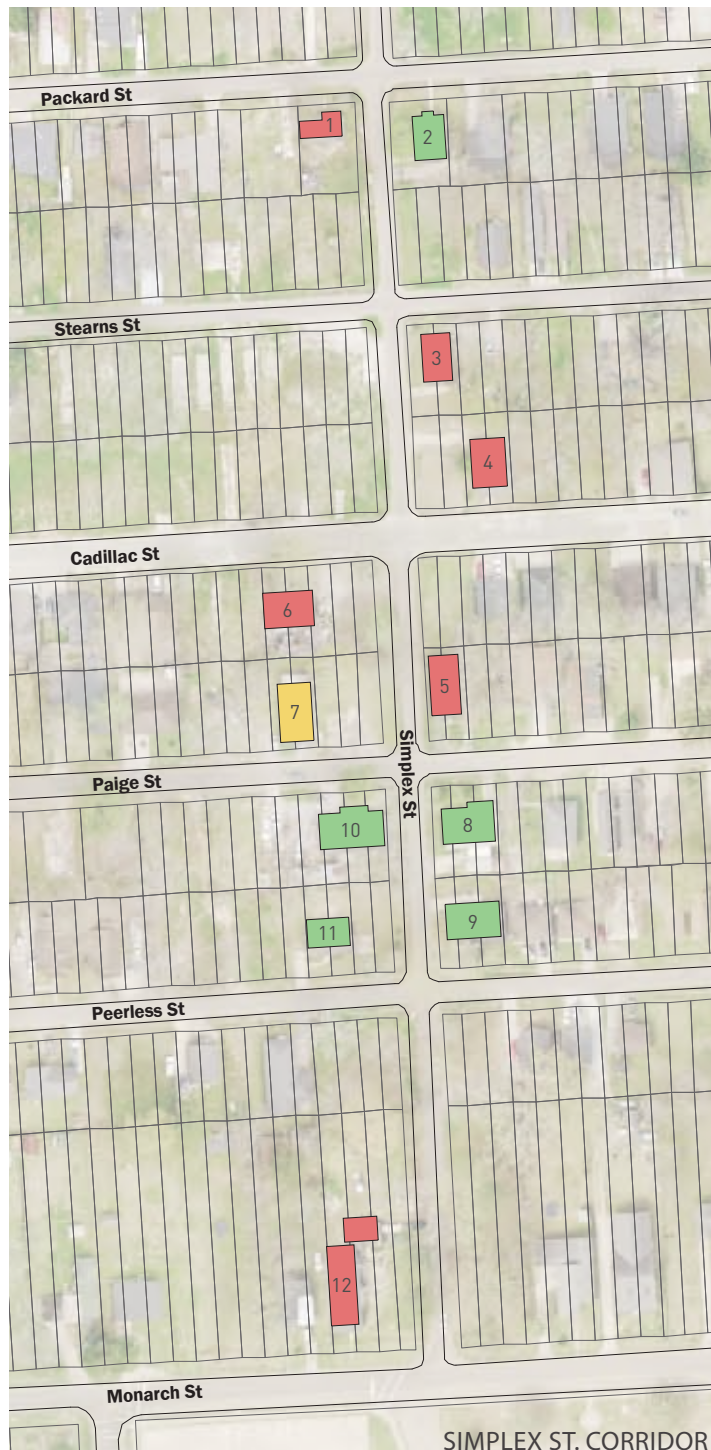 Packard St
1
2
Stearns St
3
4
Cadillac St
6
5
7
Simplex St
Paige St
10
8
11
9
Peerless St
12
Monarch St
SIMPLEX ST. CORRIDOR